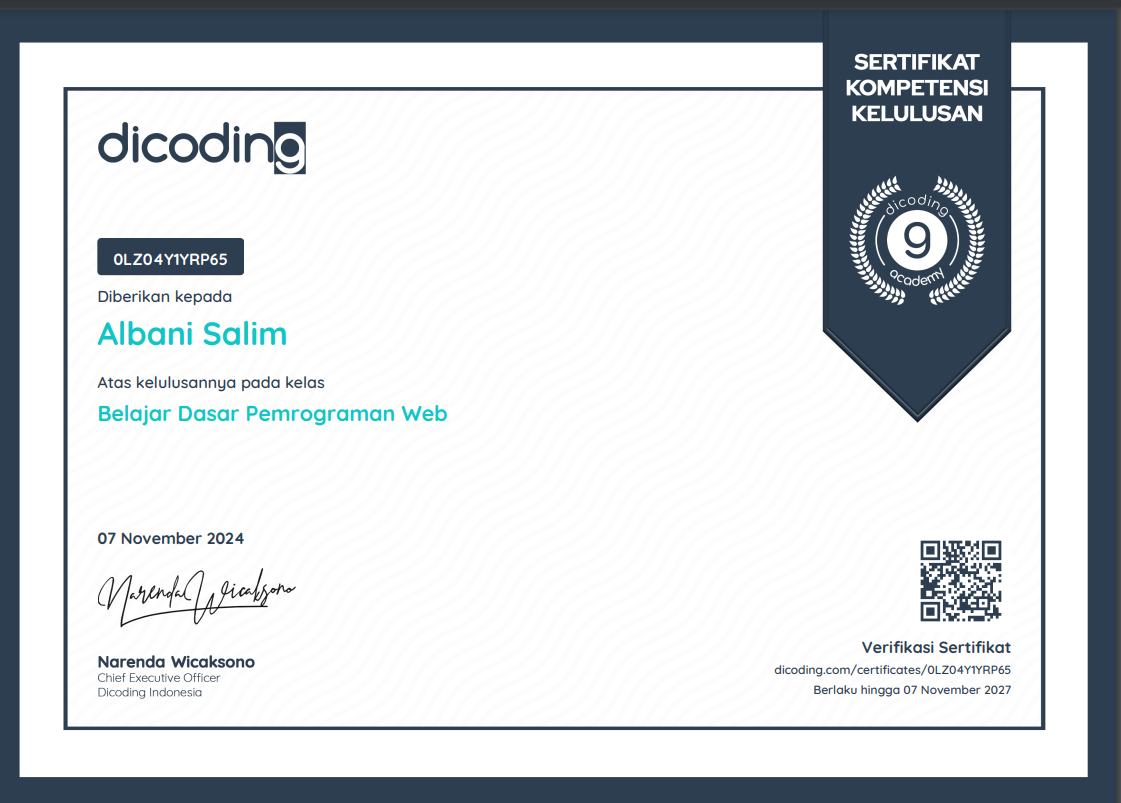 SERTIFIKAT
KOMPETENSI
KELULUSAN
dicoding
dicoding
9
academy
0LZ04Y1YRP65
Diberikan kepada
Albani Salim
Atas kelulusannya pada kelas
Belajar Dasar Pemrograman Web
07 November 2024
Narenda Wicaksono
Narenda Wicaksono
Chief Executive Officer
Dicoding Indonesia
Verifikasi Sertifikat
dicoding.com/certificates/0LZ04Y1YRP65
Berlaku hingga 07 November 2027